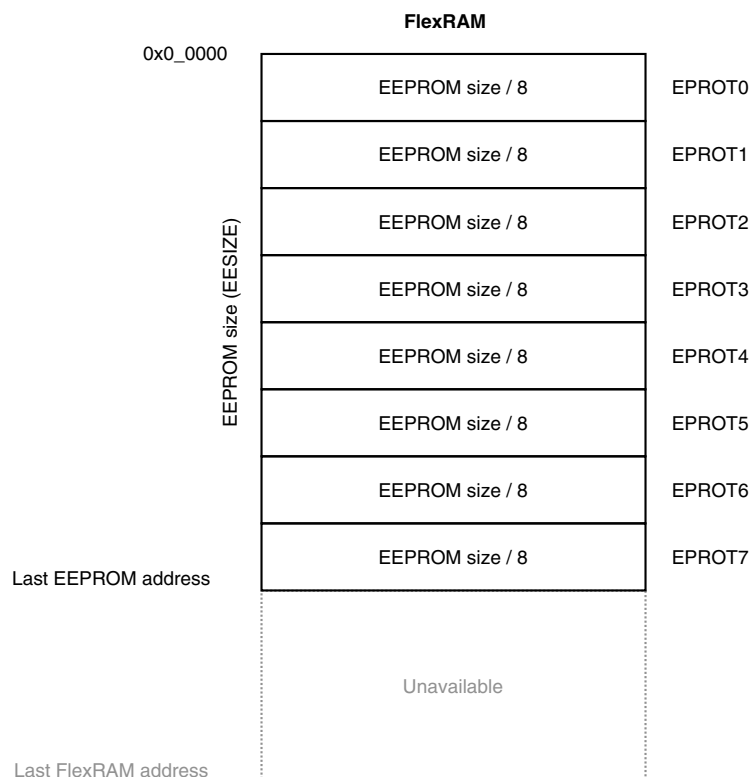 FlexRAM
0x0_0000
EEPROM size / 8 EPROT0
EEPROM size / 8 EPROT1
EEPROM size / 8 EPROT2
EEPROM size / 8 EPROT3
EEPROM size / 8 EPROT4
EEPROM size / 8 EPROT5
EEPROM size / 8 EPROT6
EEPROM size / 8 EPROT7
EEPROM size (EESIZE)
Last EEPROM address
Unavailable
Last FlexRAM address